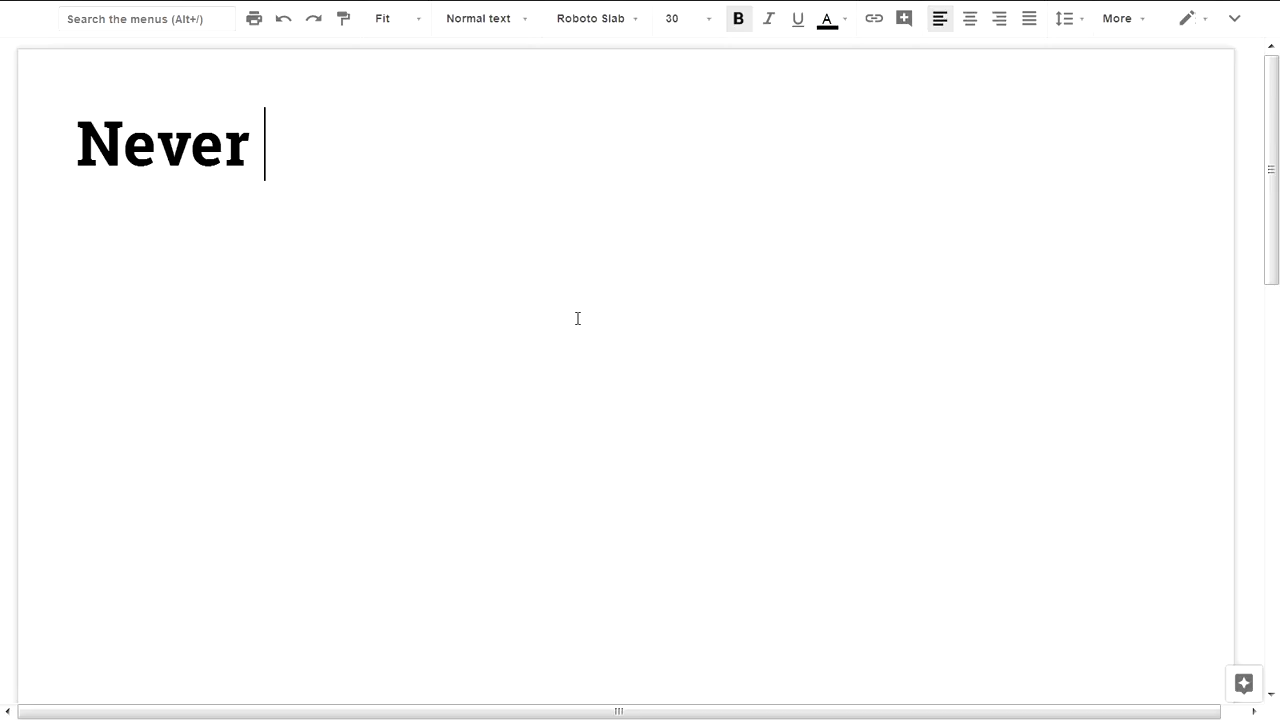 Search the menus (Alt+/) Fit Normal text Roboto Slab 30 B I U A More
Never